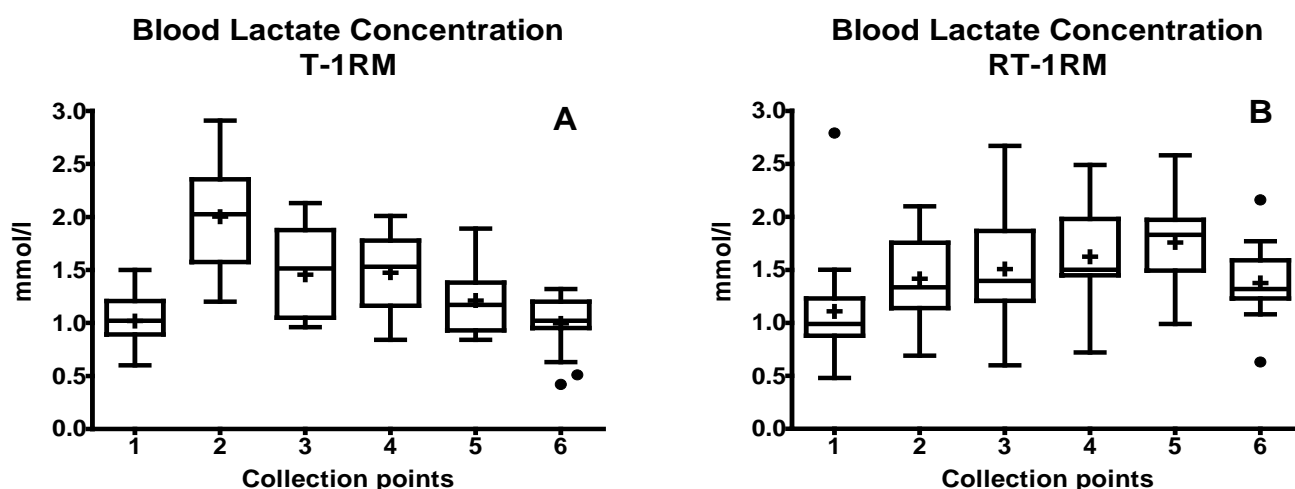 Blood Lactate Concentration
T-1RM
A
3.0
2.5
2.0
1.5
1.0
0.5
0.0
mmol/l
1 2 3 4 5 6
Collection points
Blood Lactate Concentration
RT-1RM
B
3.0
2.5
2.0
1.5
1.0
0.5
0.0
mmol/l
1 2 3 4 5 6
Collection points